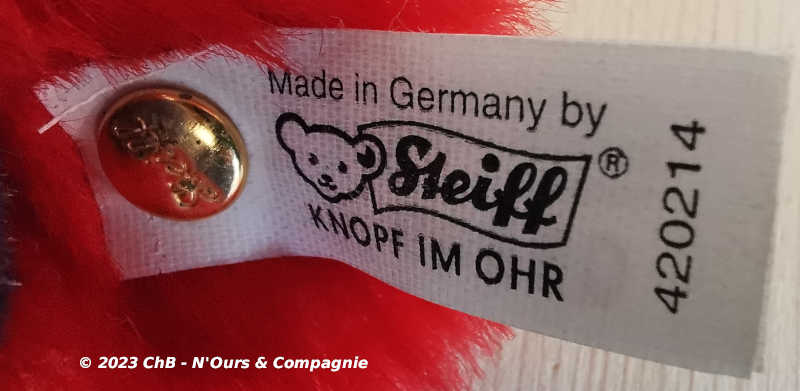 Made in Germany by
Steiff®
KNOPF IM OHR
420214
© 2023 ChB - N'Ours & Compagnie